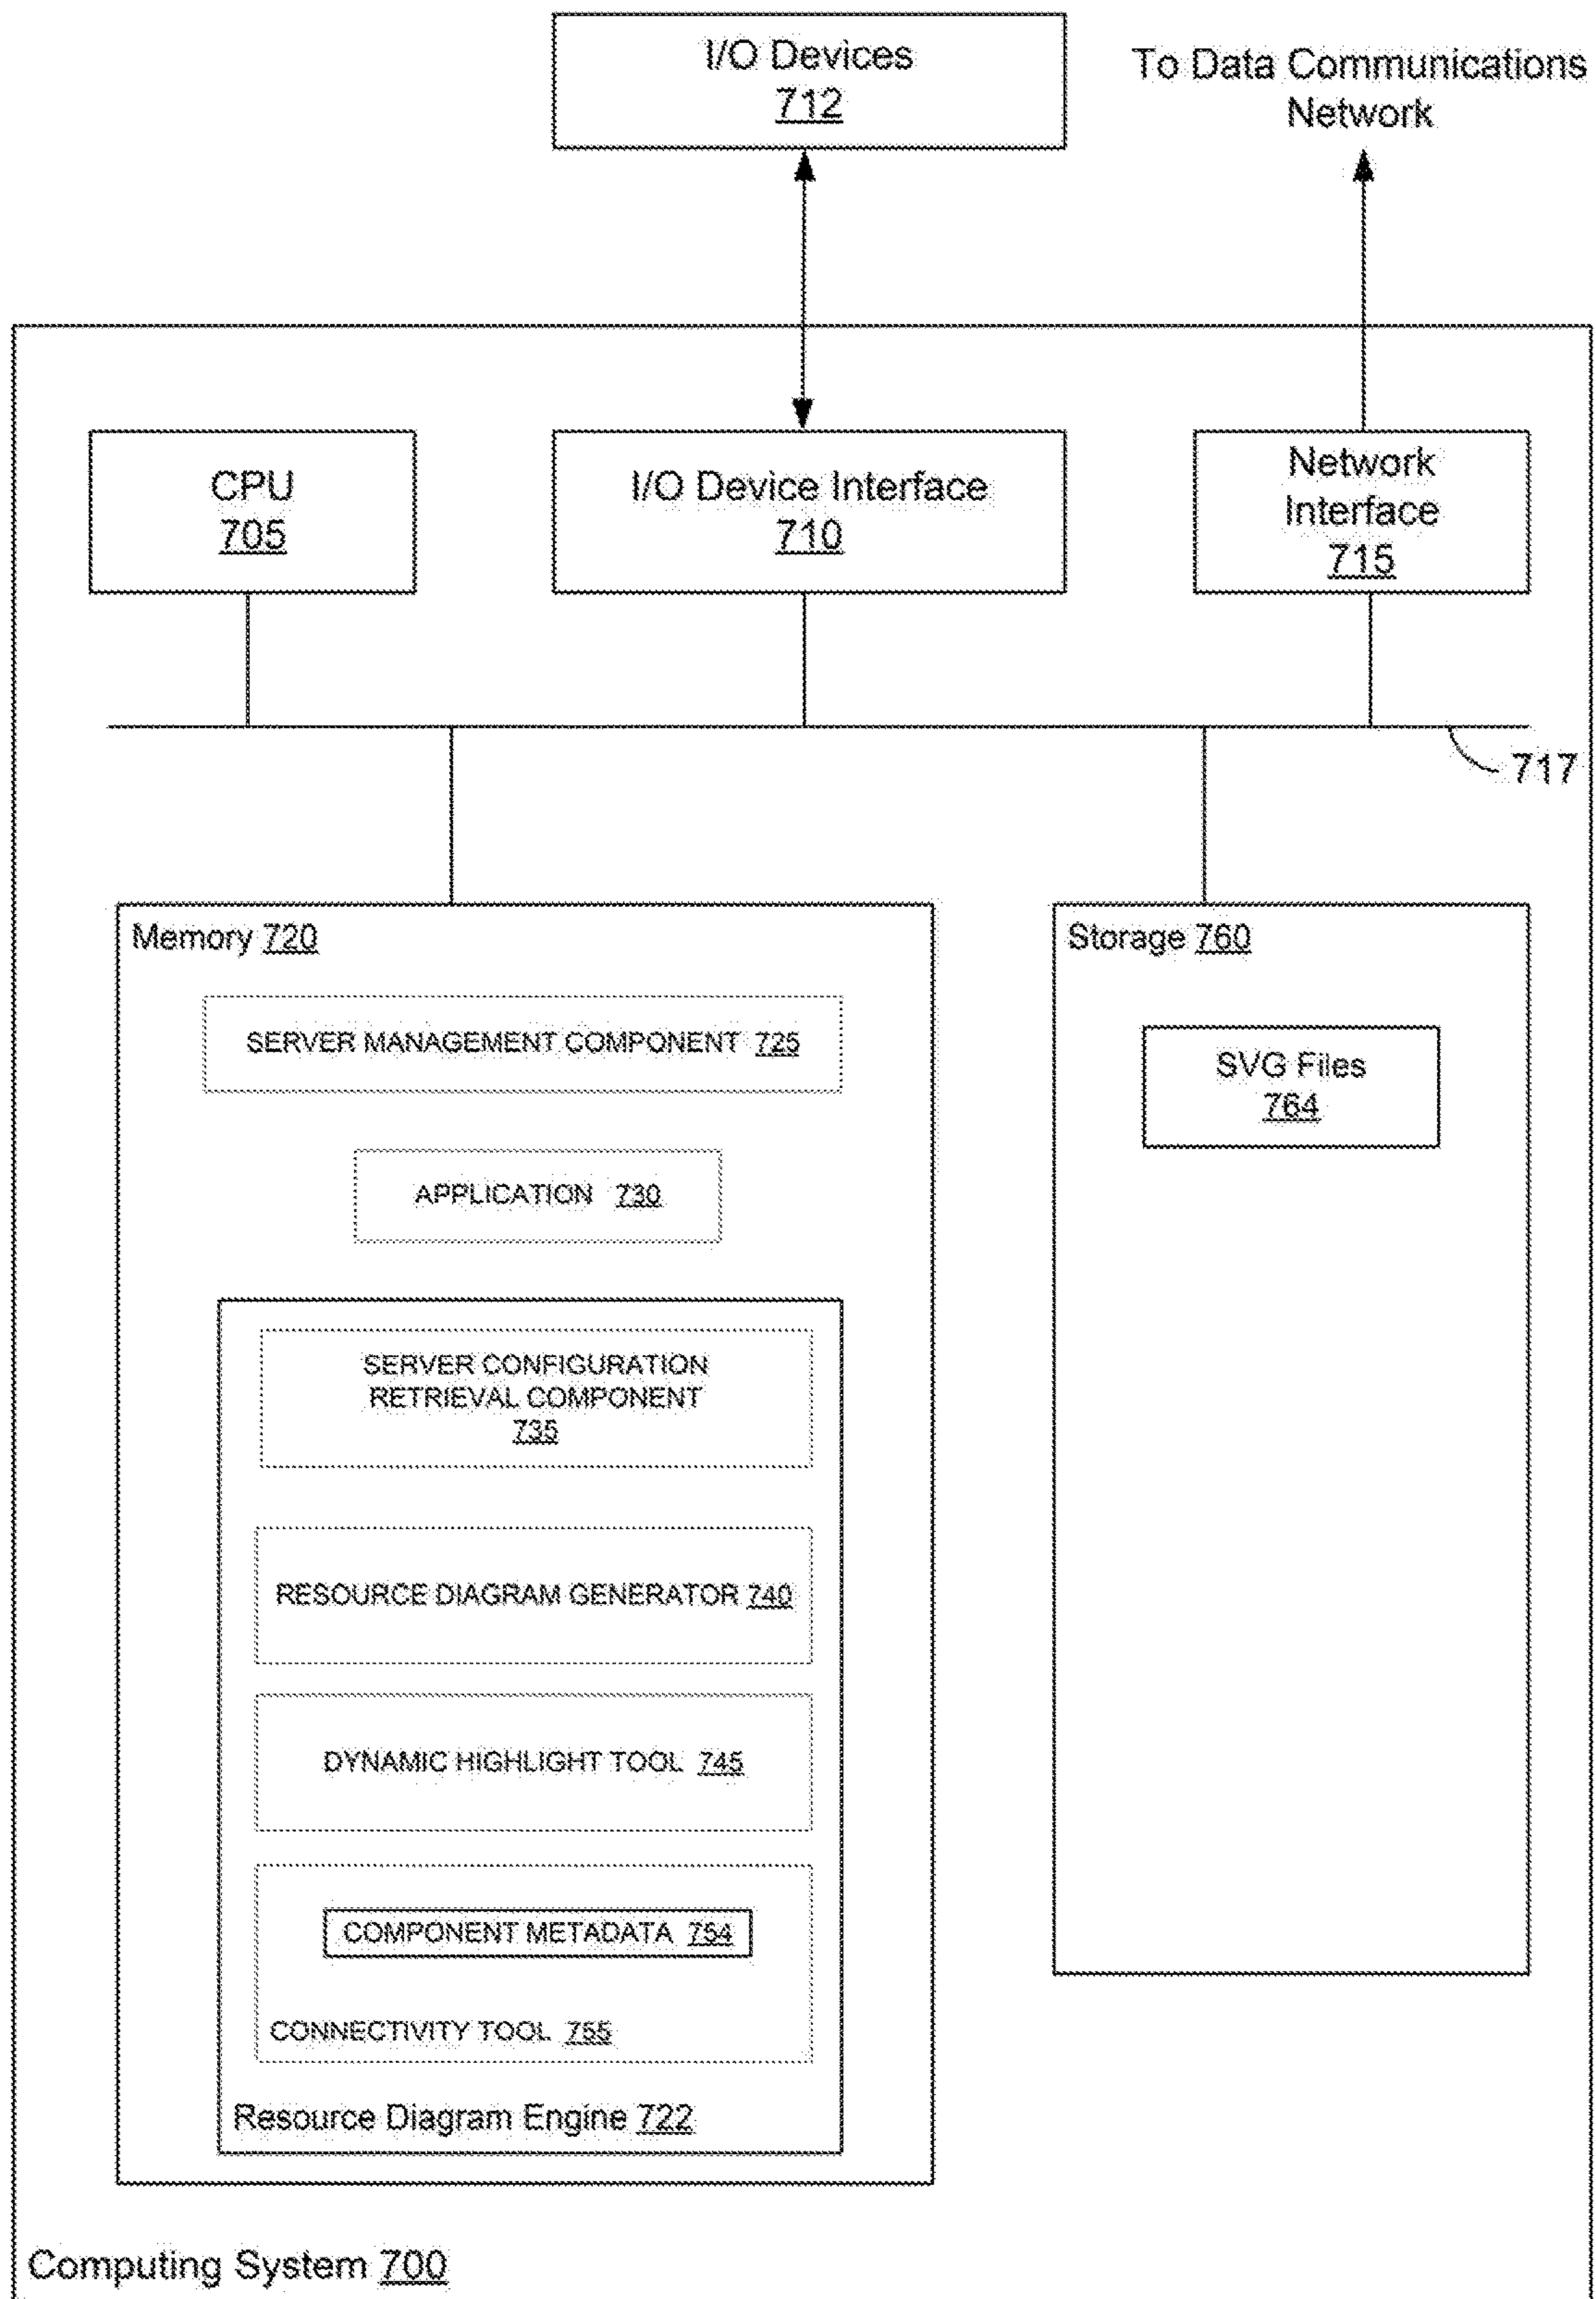 I/O Devices
712
To Data Communications
Network
CPU
705
I/O Device Interface
710
Network
Interface
715
717
Memory 720
SERVER MANAGEMENT COMPONENT 725
APPLICATION 730
SERVER CONFIGURATION
RETRIEVAL COMPONENT
735
RESOURCE DIAGRAM GENERATOR 740
DYNAMIC HIGHLIGHT TOOL 745
COMPONENT METADATA 754
CONNECTIVITY TOOL 755
Resource Diagram Engine 722
Storage 760
SVG Files
764
Computing System 700